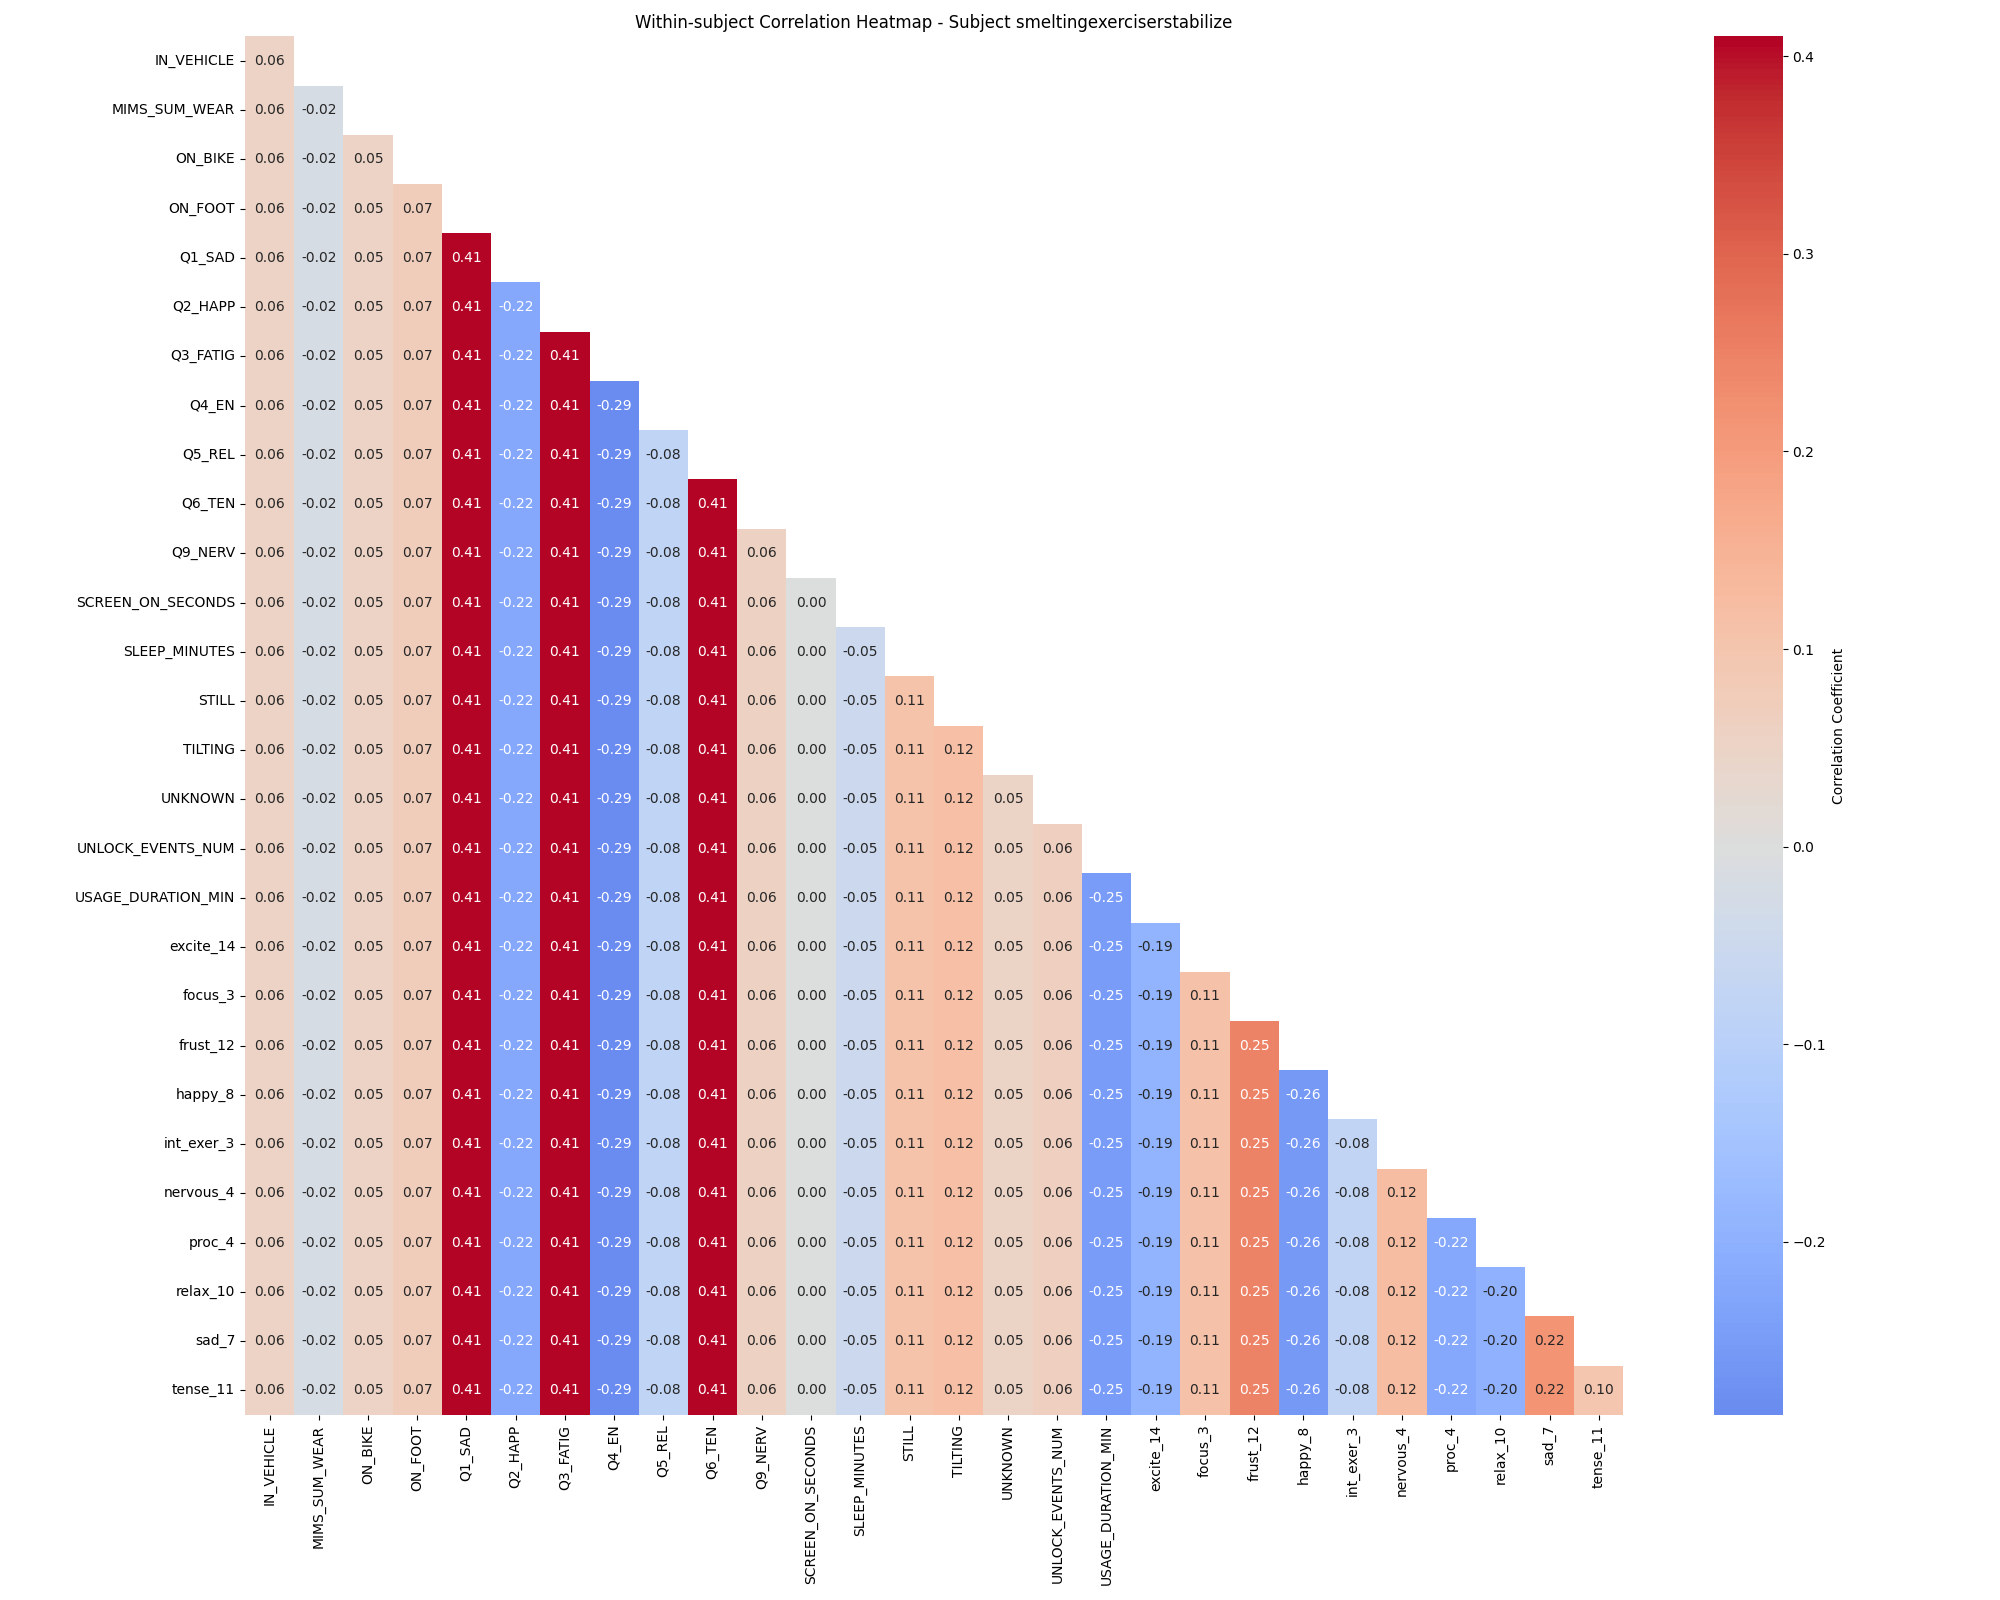 Within-subject Correlation Heatmap - Subject smeltingexerciserstabilize
IN_VEHICLE 0.06
MIMS_SUM_WEAR 0.06 -0.02
ON_BIKE 0.06 -0.02 0.05
ON_FOOT 0.06 -0.02 0.05 0.07
Q1_SAD 0.06 -0.02 0.05 0.07 0.41
Q2_HAPP 0.06 -0.02 0.05 0.07 0.41 -0.22
Q3_FATIG 0.06 -0.02 0.05 0.07 0.41 -0.22 0.41
Q4_EN 0.06 -0.02 0.05 0.07 0.41 -0.22 0.41 -0.29
Q5_REL 0.06 -0.02 0.05 0.07 0.41 -0.22 0.41 -0.29 -0.08
Q6_TEN 0.06 -0.02 0.05 0.07 0.41 -0.22 0.41 -0.29 -0.08 0.41
Q9_NERV 0.06 -0.02 0.05 0.07 0.41 -0.22 0.41 -0.29 -0.08 0.41 0.06
SCREEN_ON_SECONDS 0.06 -0.02 0.05 0.07 0.41 -0.22 0.41 -0.29 -0.08 0.41 0.06 0.00
SLEEP_MINUTES 0.06 -0.02 0.05 0.07 0.41 -0.22 0.41 -0.29 -0.08 0.41 0.06 0.00 -0.05
STILL 0.06 -0.02 0.05 0.07 0.41 -0.22 0.41 -0.29 -0.08 0.41 0.06 0.00 -0.05 0.11
TILTING 0.06 -0.02 0.05 0.07 0.41 -0.22 0.41 -0.29 -0.08 0.41 0.06 0.00 -0.05 0.11 0.12
UNKNOWN 0.06 -0.02 0.05 0.07 0.41 -0.22 0.41 -0.29 -0.08 0.41 0.06 0.00 -0.05 0.11 0.12 0.05
UNLOCK_EVENTS_NUM 0.06 -0.02 0.05 0.07 0.41 -0.22 0.41 -0.29 -0.08 0.41 0.06 0.00 -0.05 0.11 0.12 0.05 0.06
USAGE_DURATION_MIN 0.06 -0.02 0.05 0.07 0.41 -0.22 0.41 -0.29 -0.08 0.41 0.06 0.00 -0.05 0.11 0.12 0.05 0.06 -0.25
excite_14 0.06 -0.02 0.05 0.07 0.41 -0.22 0.41 -0.29 -0.08 0.41 0.06 0.00 -0.05 0.11 0.12 0.05 0.06 -0.25 -0.19
focus_3 0.06 -0.02 0.05 0.07 0.41 -0.22 0.41 -0.29 -0.08 0.41 0.06 0.00 -0.05 0.11 0.12 0.05 0.06 -0.25 -0.19 0.11
frust_12 0.06 -0.02 0.05 0.07 0.41 -0.22 0.41 -0.29 -0.08 0.41 0.06 0.00 -0.05 0.11 0.12 0.05 0.06 -0.25 -0.19 0.11 0.25
happy_8 0.06 -0.02 0.05 0.07 0.41 -0.22 0.41 -0.29 -0.08 0.41 0.06 0.00 -0.05 0.11 0.12 0.05 0.06 -0.25 -0.19 0.11 0.25 -0.26
int_exer_3 0.06 -0.02 0.05 0.07 0.41 -0.22 0.41 -0.29 -0.08 0.41 0.06 0.00 -0.05 0.11 0.12 0.05 0.06 -0.25 -0.19 0.11 0.25 -0.26 -0.08
nervous_4 0.06 -0.02 0.05 0.07 0.41 -0.22 0.41 -0.29 -0.08 0.41 0.06 0.00 -0.05 0.11 0.12 0.05 0.06 -0.25 -0.19 0.11 0.25 -0.26 -0.08 0.12
proc_4 0.06 -0.02 0.05 0.07 0.41 -0.22 0.41 -0.29 -0.08 0.41 0.06 0.00 -0.05 0.11 0.12 0.05 0.06 -0.25 -0.19 0.11 0.25 -0.26 -0.08 0.12 -0.22
relax_10 0.06 -0.02 0.05 0.07 0.41 -0.22 0.41 -0.29 -0.08 0.41 0.06 0.00 -0.05 0.11 0.12 0.05 0.06 -0.25 -0.19 0.11 0.25 -0.26 -0.08 0.12 -0.22 -0.20
sad_7 0.06 -0.02 0.05 0.07 0.41 -0.22 0.41 -0.29 -0.08 0.41 0.06 0.00 -0.05 0.11 0.12 0.05 0.06 -0.25 -0.19 0.11 0.25 -0.26 -0.08 0.12 -0.22 -0.20 0.22
tense_11 0.06 -0.02 0.05 0.07 0.41 -0.22 0.41 -0.29 -0.08 0.41 0.06 0.00 -0.05 0.11 0.12 0.05 0.06 -0.25 -0.19 0.11 0.25 -0.26 -0.08 0.12 -0.22 -0.20 0.22 0.10
IN_VEHICLE
MIMS_SUM_WEAR
ON_BIKE
ON_FOOT
Q1_SAD
Q2_HAPP
Q3_FATIG
Q4_EN
Q5_REL
Q6_TEN
Q9_NERV
SCREEN_ON_SECONDS
SLEEP_MINUTES
STILL
TILTING
UNKNOWN
UNLOCK_EVENTS_NUM
USAGE_DURATION_MIN
excite_14
focus_3
frust_12
happy_8
int_exer_3
nervous_4
proc_4
relax_10
sad_7
tense_11
0.4
0.3
0.2
0.1
0.0
−0.1
−0.2
Correlation Coefficient